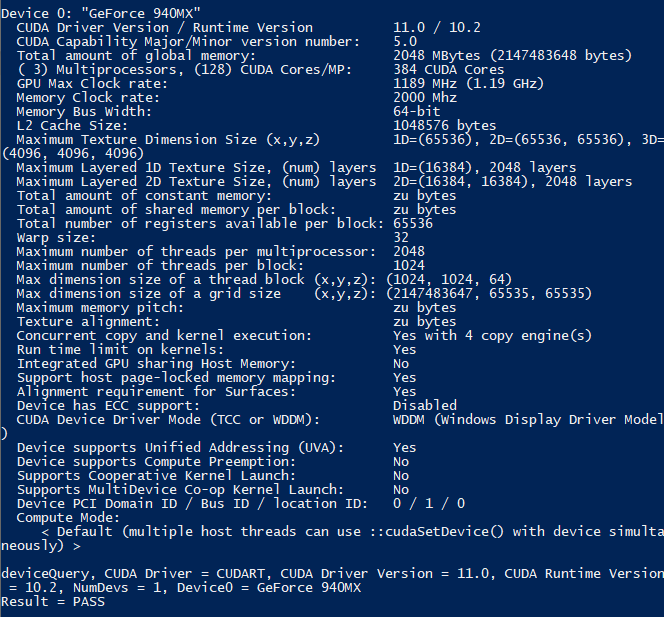 Device 0: "GeForce 940MX"
  CUDA Driver Version / Runtime Version          11.0 / 10.2
  CUDA Capability Major/Minor version number:    5.0
  Total amount of global memory:                 2048 MBytes (2147483648 bytes)
  ( 3) Multiprocessors, (128) CUDA Cores/MP:     384 CUDA Cores
  GPU Max Clock rate:                            1189 MHz (1.19 GHz)
  Memory Clock rate:                             2000 Mhz
  Memory Bus Width:                              64-bit
  L2 Cache Size:                                 1048576 bytes
  Maximum Texture Dimension Size (x,y,z)         1D=(65536), 2D=(65536, 65536), 3D=
(4096, 4096, 4096)
  Maximum Layered 1D Texture Size, (num) layers  1D=(16384), 2048 layers
  Maximum Layered 2D Texture Size, (num) layers  2D=(16384, 16384), 2048 layers
  Total amount of constant memory:               zu bytes
  Total amount of shared memory per block:       zu bytes
  Total number of registers available per block: 65536
  Warp size:                                     32
  Maximum number of threads per multiprocessor:  2048
  Maximum number of threads per block:           1024
  Max dimension size of a thread block (x,y,z): (1024, 1024, 64)
  Max dimension size of a grid size    (x,y,z): (2147483647, 65535, 65535)
  Maximum memory pitch:                          zu bytes
  Texture alignment:                             zu bytes
  Concurrent copy and kernel execution:          Yes with 4 copy engine(s)
  Run time limit on kernels:                     Yes
  Integrated GPU sharing Host Memory:            No
  Support host page-locked memory mapping:       Yes
  Alignment requirement for Surfaces:            Yes
  Device has ECC support:                        Disabled
  CUDA Device Driver Mode (TCC or WDDM):         WDDM (Windows Display Driver Model
)
  Device supports Unified Addressing (UVA):      Yes
  Device supports Compute Preemption:            No
  Supports Cooperative Kernel Launch:            No
  Supports MultiDevice Co-op Kernel Launch:      No
  Device PCI Domain ID / Bus ID / location ID:   0 / 1 / 0
  Compute Mode:
     < Default (multiple host threads can use ::cudaSetDevice() with device simulta
neously) >
deviceQuery, CUDA Driver = CUDART, CUDA Driver Version = 11.0, CUDA Runtime Version
 = 10.2, NumDevs = 1, Device0 = GeForce 940MX
Result = PASS